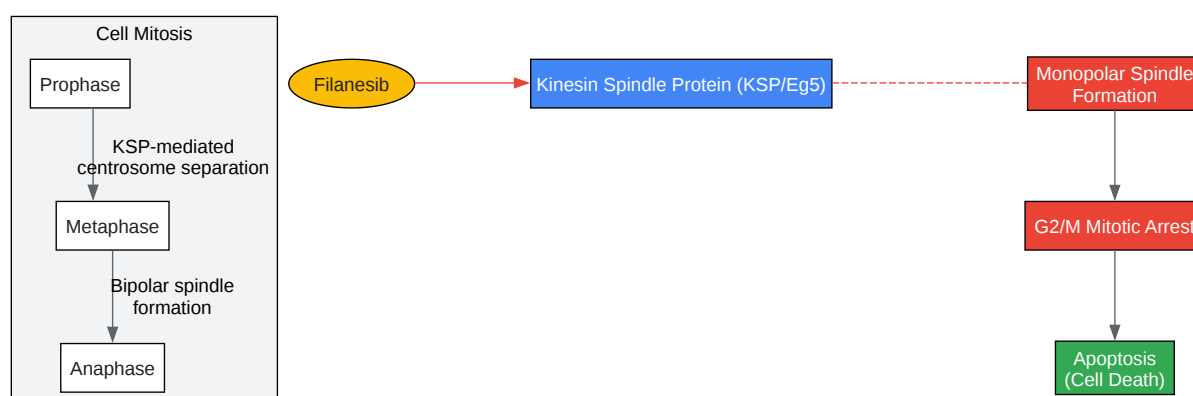 Cell Mitosis
Prophase
KSP-mediated
centrosome separation
Metaphase
Bipolar spindle
formation
Anaphase
Filanesib
Kinesin Spindle Protein (KSP/Eg5)
Monopolar Spindle
Formation
G2/M Mitotic Arrest
Apoptosis
(Cell Death)